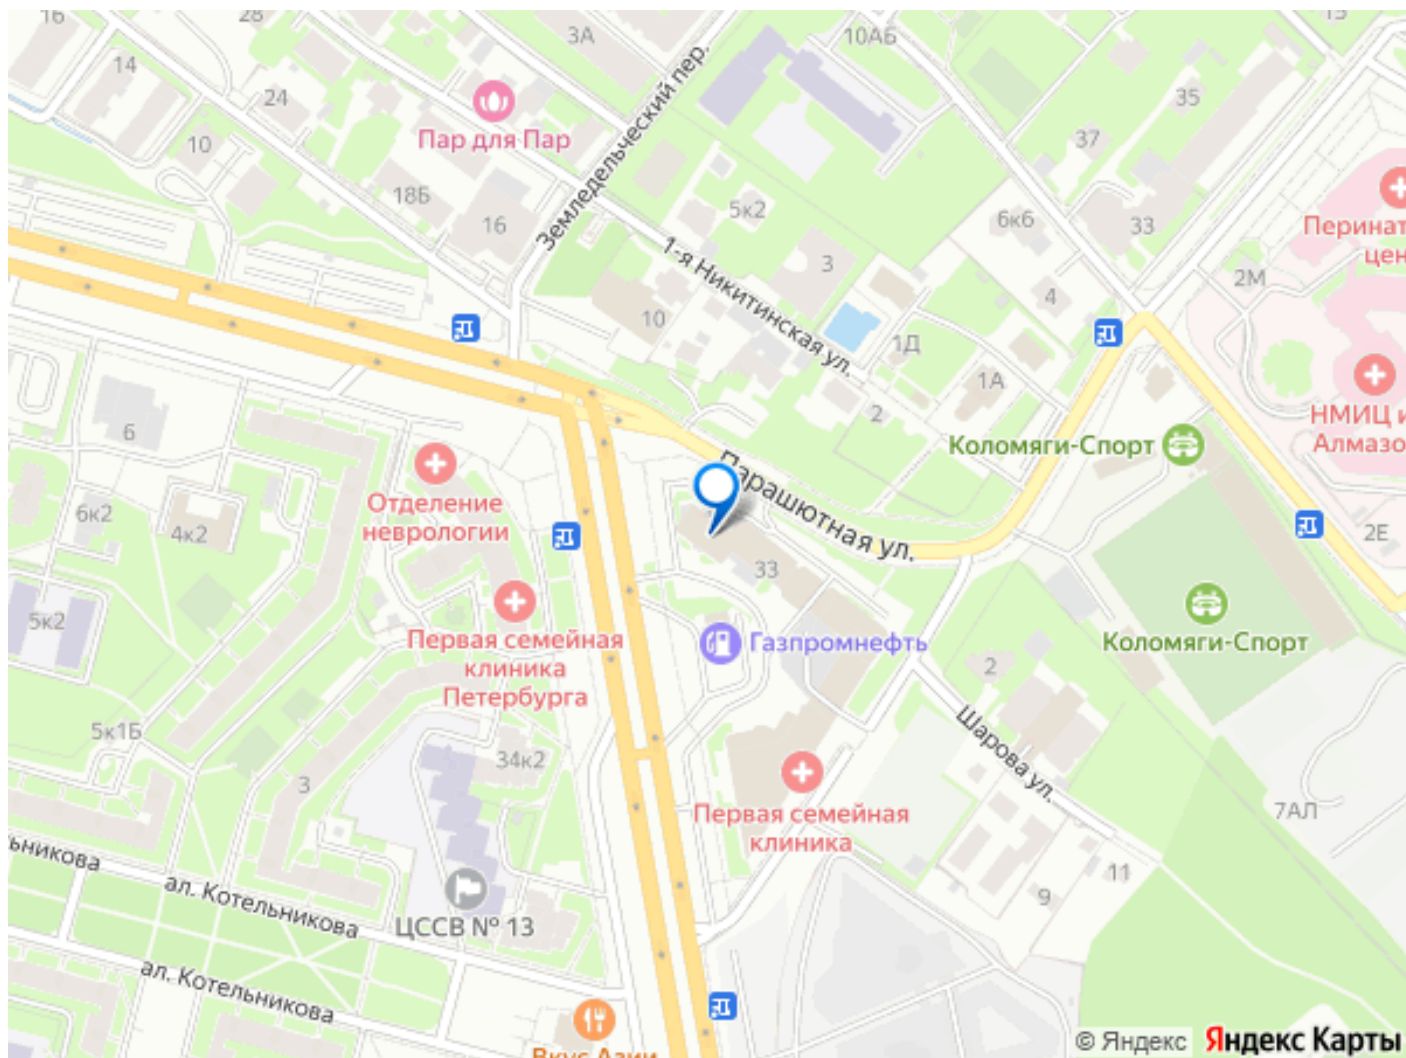 16
28
3А
10АБ
15
14
24
35
Пар для Пар
37
10
Земледельческий пер.
18Б
16
5к2
6к6
33
Перинат
цен
1-я Никитинская ул.
3
2М
4
10
1Д
1А
НМИЦ и
Алмазо
2
6
Коломяги-Спорт
Отделение
неврологии
Парашютная ул.
6к2
4к2
2Е
33
5к2
Первая семейная
клиника
Петербурга
Газпромнефть
Коломяги-Спорт
2
5к1Б
34к2
Шарова ул.
3
7АЛ
Первая семейная
клиника
ьникова
ал. Котельникова
11
9
ЦССВ № 13
ал. Котельникова
Вкус Азии
© Яндекс Яндекс Карты